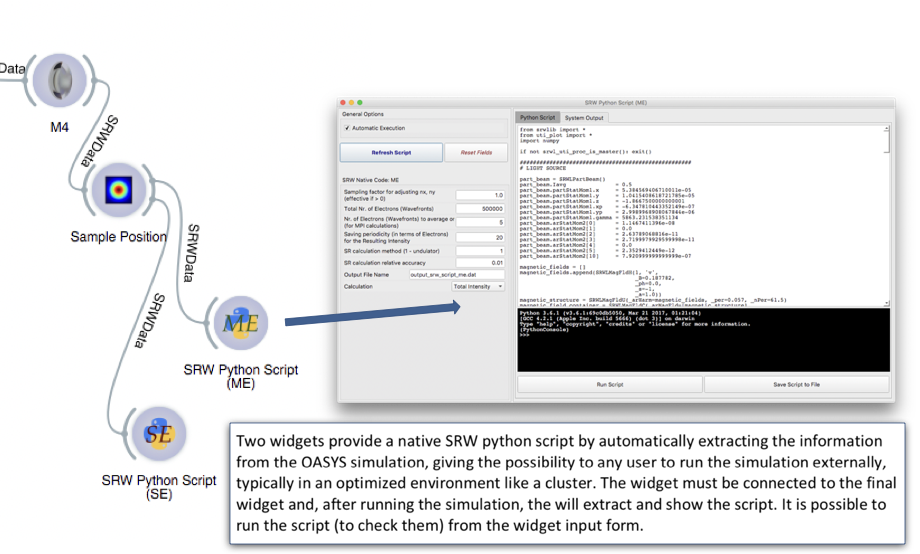 Data
M4
SRWData
Sample Position
SRWData
SRWData
SRW Python Script
(ME)
ME
SRW Python Script
(SE)
SE
SRW Python Script (ME)
General Options
Automatic Execution
Refresh Script
Reset Fields
SRW Native Code: ME
Sampling factor for adjusting nx, ny
(effective if > 0)
1.0
Total Nr. of Electrons (Wavefronts)
500000
Nr. of Electrons (Wavefronts) to average or
(for MPI calculations)
5
Saving periodicity (in terms of Electrons)
for the Resulting Intensity
20
SR calculation method (1 - undulator)
1
SR calculation relative accuracy
0.01
Output File Name
output_srw_script_me.dat
Calculation
Total Intensity
Python Script
System Output
from srwlib import *
from uti_plot import *
import numpy
if not srwl_uti_proc_is_master(): exit()
####################################################
# LIGHT SOURCE
part_beam = SRWLPartBeam()
part_beam.Iavg = 0.5
part_beam.partStatMom1.x = 5.384569406710011e-05
part_beam.partStatMom1.y = 1.0415409618721785e-05
part_beam.partStatMom1.z = -1.8667500000000001
part_beam.partStatMom1.xp = -6.347810443352149e-07
part_beam.partStatMom1.yp = 2.9989968908067846e-06
part_beam.partStatMom1.gamma = 5863.231538351134
part_beam.arStatMom2[0] = 1.1467411396e-08
part_beam.arStatMom2[1] = 0.0
part_beam.arStatMom2[2] = 2.63789068816e-11
part_beam.arStatMom2[3] = 2.7199979929599998e-11
part_beam.arStatMom2[4] = 0.0
part_beam.arStatMom2[5] = 2.3529412449e-12
part_beam.arStatMom2[10] = 7.920999999999999e-07
magnetic_fields = []
magnetic_fields.append(SRWLMagFldH(1, 'v',
_B=0.187782,
_ph=0.0,
_s=-1,
_a=1.0))
magnetic_structure = SRWLMagFldU(_arHarm=magnetic_fields, _per=0.057, _nPer=61.5)
Python 3.6.1 (v3.6.1:69c0db5050, Mar 21 2017, 01:21:04)
[GCC 4.2.1 (Apple Inc. build 5666) (dot 3)] on darwin
Type "help", "copyright", "credits" or "license" for more information.
(PythonConsole)
>>>
Run Script
Save Script to File
Two widgets provide a native SRW python script by automatically extracting the information
from the OASYS simulation, giving the possibility to any user to run the simulation externally,
typically in an optimized environment like a cluster. The widget must be connected to the final
widget and, after running the simulation, the will extract and show the script. It is possible to
run the script (to check them) from the widget input form.